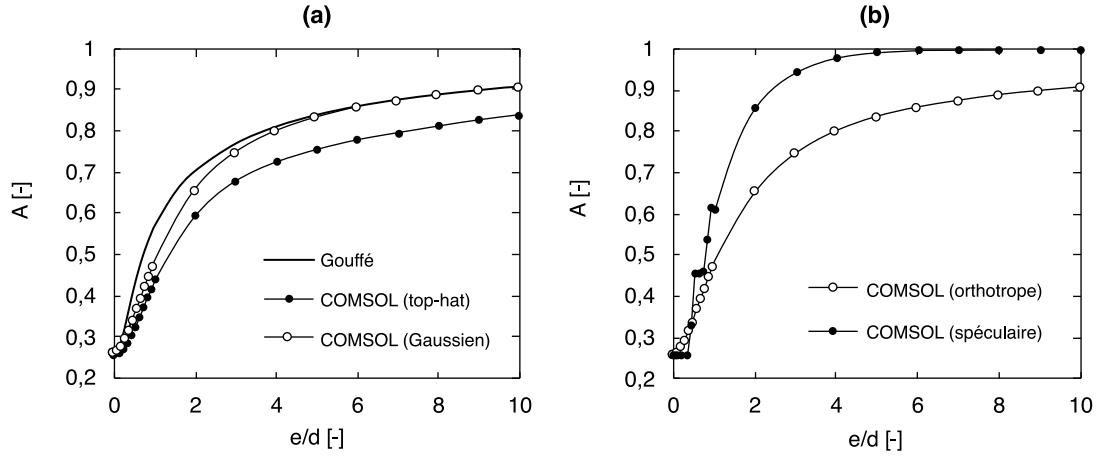 (a)
1
0,9
0,8
0,7
0,6
0,5
0,4
0,3
0,2
A [-]
0 2 4 6 8 10
e/d [-]
Gouffé
COMSOL (top-hat)
COMSOL (Gaussien)
(b)
1
0,9
0,8
0,7
0,6
0,5
0,4
0,3
0,2
A [-]
0 2 4 6 8 10
e/d [-]
COMSOL (orthotrope)
COMSOL (spéculaire)